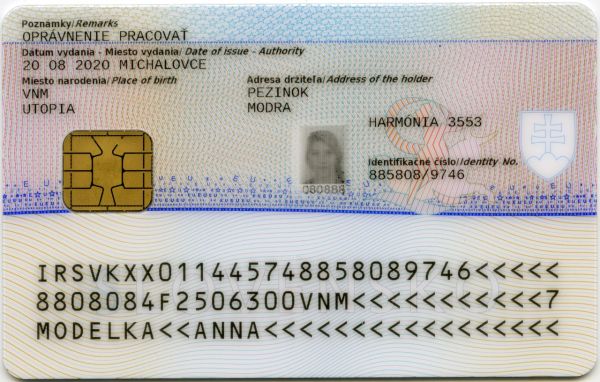 Poznámky/Remarks
OPRÁVNENIE PRACOVAŤ
Dátum vydania - Miesto vydania/Date of issue - Authority
20 08 2020 MICHALOVCE
Miesto narodenia/Place of birth
VNM
UTOPIA
Adresa držiteľa/Address of the holder
PEZINOK
MODRA
HARMÓNIA 3553
Identifikačné číslo/Identity No.
885808/9746
080888
IRSVKXX011445748858089746<<<<<
8808084F2506300VNM<<<<<<<<<<<7
MODELKA<<ANNA<<<<<<<<<<<<<<<<<